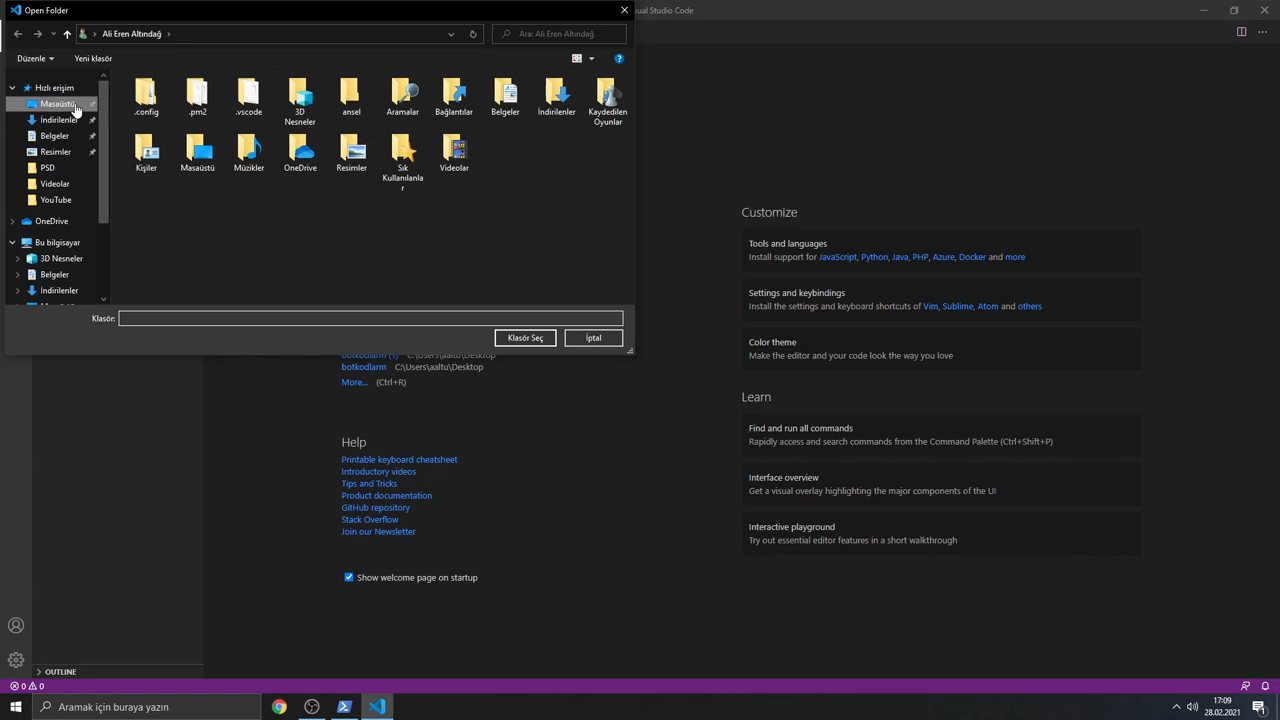 Open Folder
sual Studio Code
Ali Eren Altındağ
Ara: Ali Eren Altındağ
Düzenle
Yeni klasör
Hızlı erişim
Masaüstü
İndirilenler
Belgeler
Resimler
PSD
Videolar
YouTube
OneDrive
Bu bilgisayar
3D Nesneler
Belgeler
İndirilenler
.config
.pm2
.vscode
3D Nesneler
ansel
Aramalar
Bağlantılar
Belgeler
İndirilenler
Kaydedilen Oyunlar
Kişiler
Masaüstü
Müzikler
OneDrive
Resimler
Sık Kullanılanlar
Videolar
Klasör:
Klasör Seç
İptal
botkodlarm (1) C:\Users\aaltu\Desktop
botkodlarm C:\Users\aaltu\Desktop
More... (Ctrl+R)
Help
Printable keyboard cheatsheet
Introductory videos
Tips and Tricks
Product documentation
GitHub repository
Stack Overflow
Join our Newsletter
Show welcome page on startup
Customize
Tools and languages
Install support for JavaScript, Python, Java, PHP, Azure, Docker and more
Settings and keybindings
Install the settings and keyboard shortcuts of Vim, Sublime, Atom and others
Color theme
Make the editor and your code look the way you love
Learn
Find and run all commands
Rapidly access and search commands from the Command Palette (Ctrl+Shift+P)
Interface overview
Get a visual overlay highlighting the major components of the UI
Interactive playground
Try out essential editor features in a short walkthrough
OUTLINE
0 0
Aramak için buraya yazın
17:09
28.02.2021
1